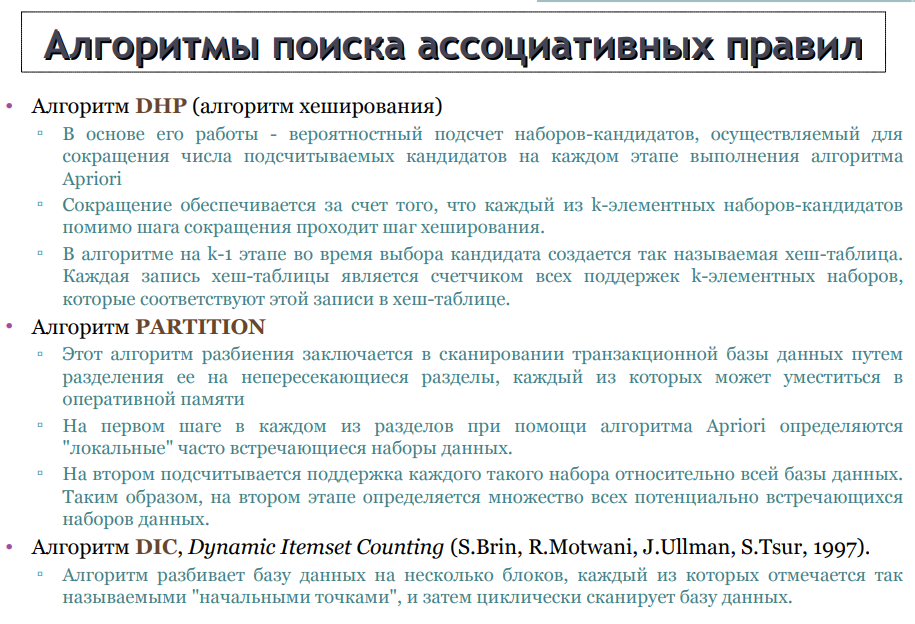 Алгоритмы поиска ассоциативных правил
• Алгоритм DHP (алгоритм хеширования)
▫ В основе его работы - вероятностный подсчет наборов-кандидатов, осуществляемый для
сокращения числа подсчитываемых кандидатов на каждом этапе выполнения алгоритма
Apriori
▫ Сокращение обеспечивается за счет того, что каждый из k-элементных наборов-кандидатов
помимо шага сокращения проходит шаг хеширования.
▫ В алгоритме на k-1 этапе во время выбора кандидата создается так называемая хеш-таблица.
Каждая запись хеш-таблицы является счетчиком всех поддержек k-элементных наборов,
которые соответствуют этой записи в хеш-таблице.
• Алгоритм PARTITION
▫ Этот алгоритм разбиения заключается в сканировании транзакционной базы данных путем
разделения ее на непересекающиеся разделы, каждый из которых может уместиться в
оперативной памяти
▫ На первом шаге в каждом из разделов при помощи алгоритма Apriori определяются
"локальные" часто встречающиеся наборы данных.
▫ На втором подсчитывается поддержка каждого такого набора относительно всей базы данных.
Таким образом, на втором этапе определяется множество всех потенциально встречающихся
наборов данных.
• Алгоритм DIC, Dynamic Itemset Counting (S.Brin, R.Motwani, J.Ullman, S.Tsur, 1997).
▫ Алгоритм разбивает базу данных на несколько блоков, каждый из которых отмечается так
называемыми "начальными точками", и затем циклически сканирует базу данных.